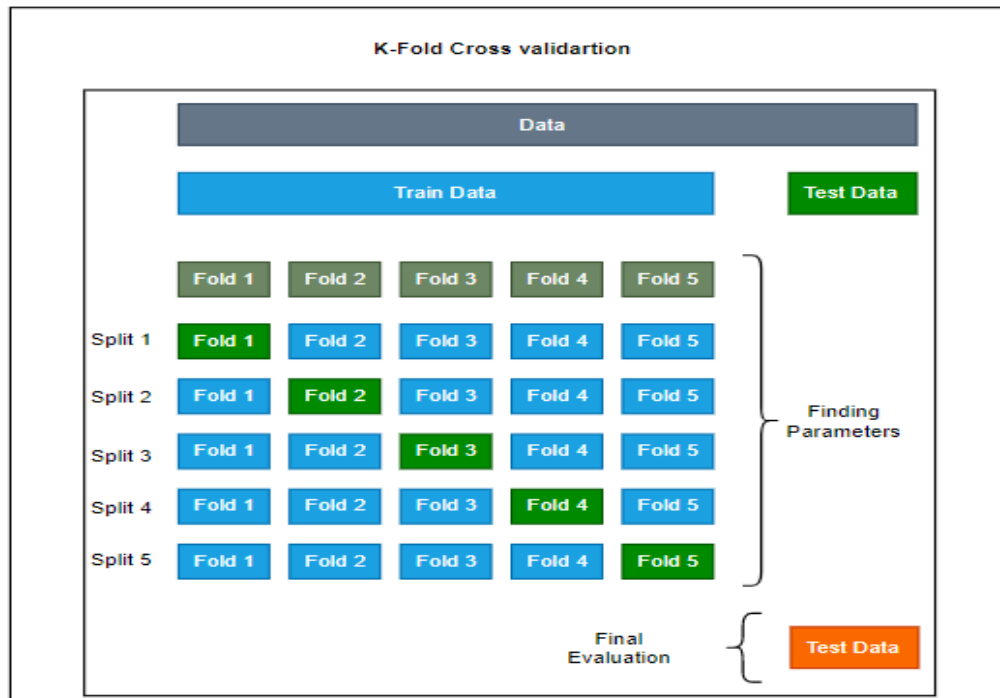 K-Fold Cross validartion
Data
Train Data
Test Data
Fold 1 Fold 2 Fold 3 Fold 4 Fold 5
Split 1 Fold 1 Fold 2 Fold 3 Fold 4 Fold 5
Split 2 Fold 1 Fold 2 Fold 3 Fold 4 Fold 5
Split 3 Fold 1 Fold 2 Fold 3 Fold 4 Fold 5
Split 4 Fold 1 Fold 2 Fold 3 Fold 4 Fold 5
Split 5 Fold 1 Fold 2 Fold 3 Fold 4 Fold 5
Finding
Parameters
Final
Evaluation
Test Data